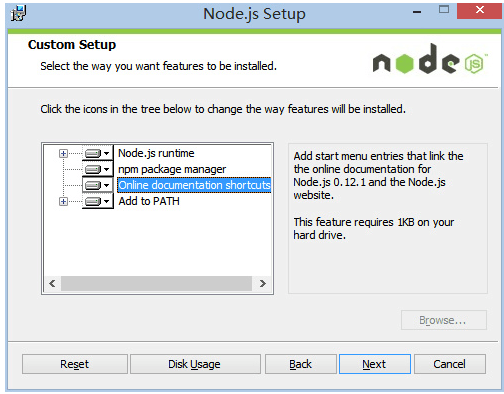 Node.js Setup
Custom Setup
Select the way you want features to be installed.
node
JS
Click the icons in the tree below to change the way features will be installed.
Node.js runtime
npm package manager
Online documentation shortcuts
Add to PATH
Add start menu entries that link the
the online documentation for
Node.js 0.12.1 and the Node.js
website.
This feature requires 1KB on your
hard drive.
Browse...
Reset
Disk Usage
Back
Next
Cancel